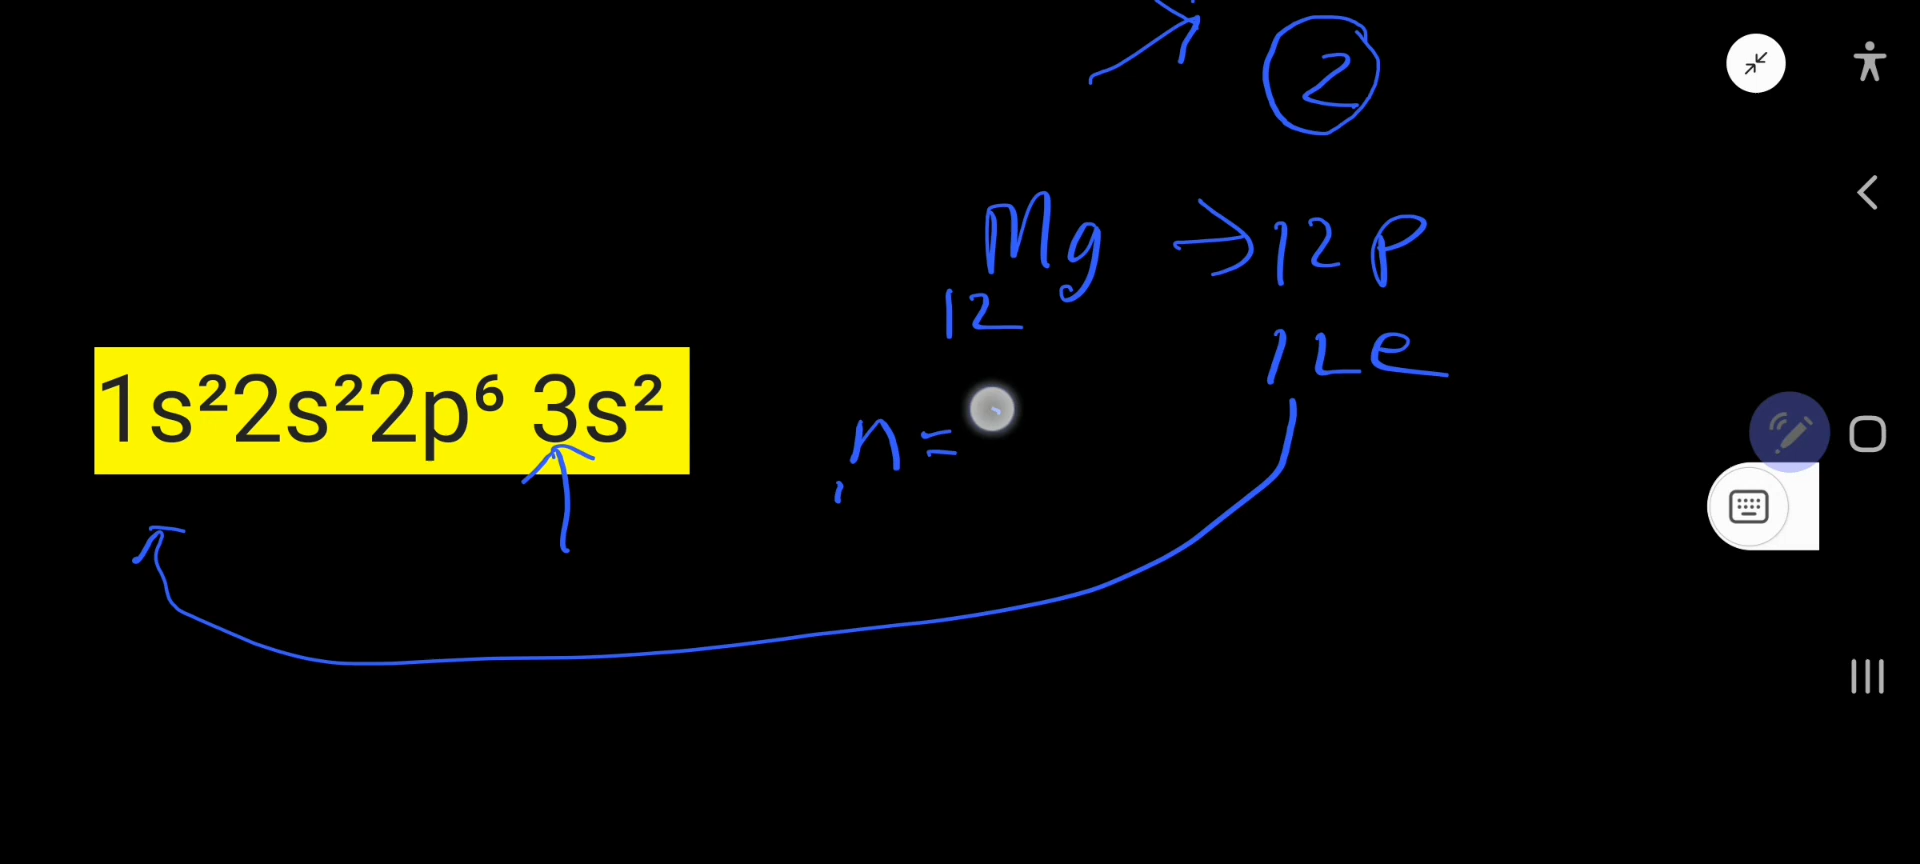 2
Mg → 12 p
12
12 e
1s²2s²2p⁶ 3s²
n =